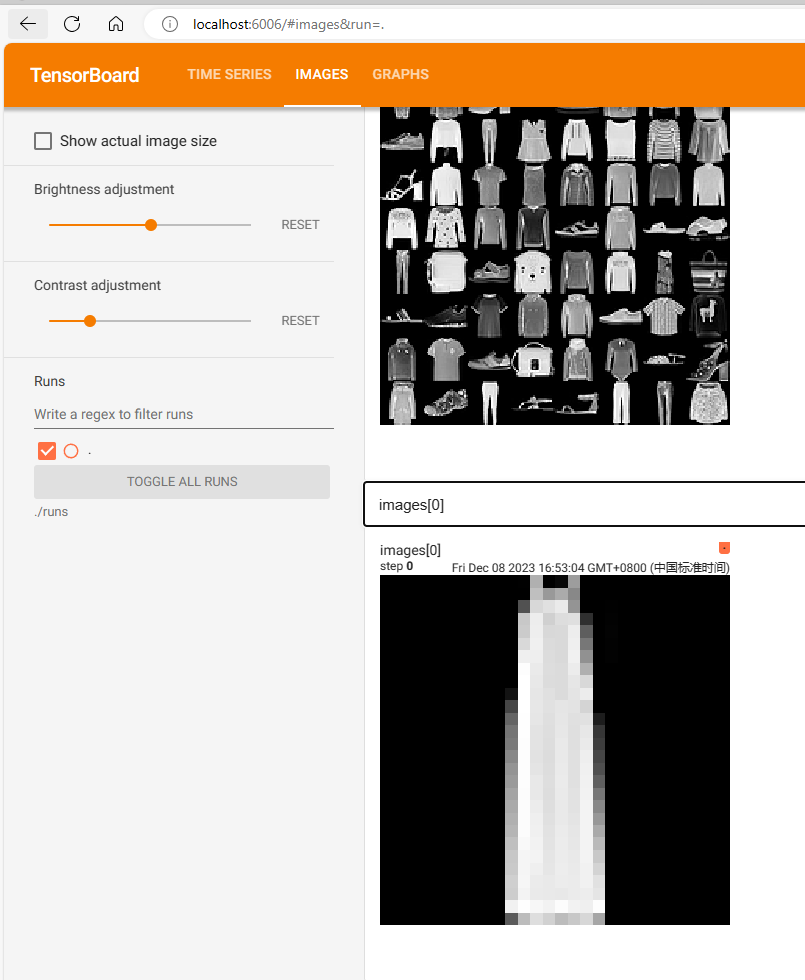 localhost:6006/#images&run=.
TensorBoard TIME SERIES IMAGES GRAPHS
Show actual image size
Brightness adjustment
RESET
Contrast adjustment
RESET
Runs
Write a regex to filter runs
.
TOGGLE ALL RUNS
./runs
images[0]
images[0]
step 0 Fri Dec 08 2023 16:53:04 GMT+0800 (中国标准时间)